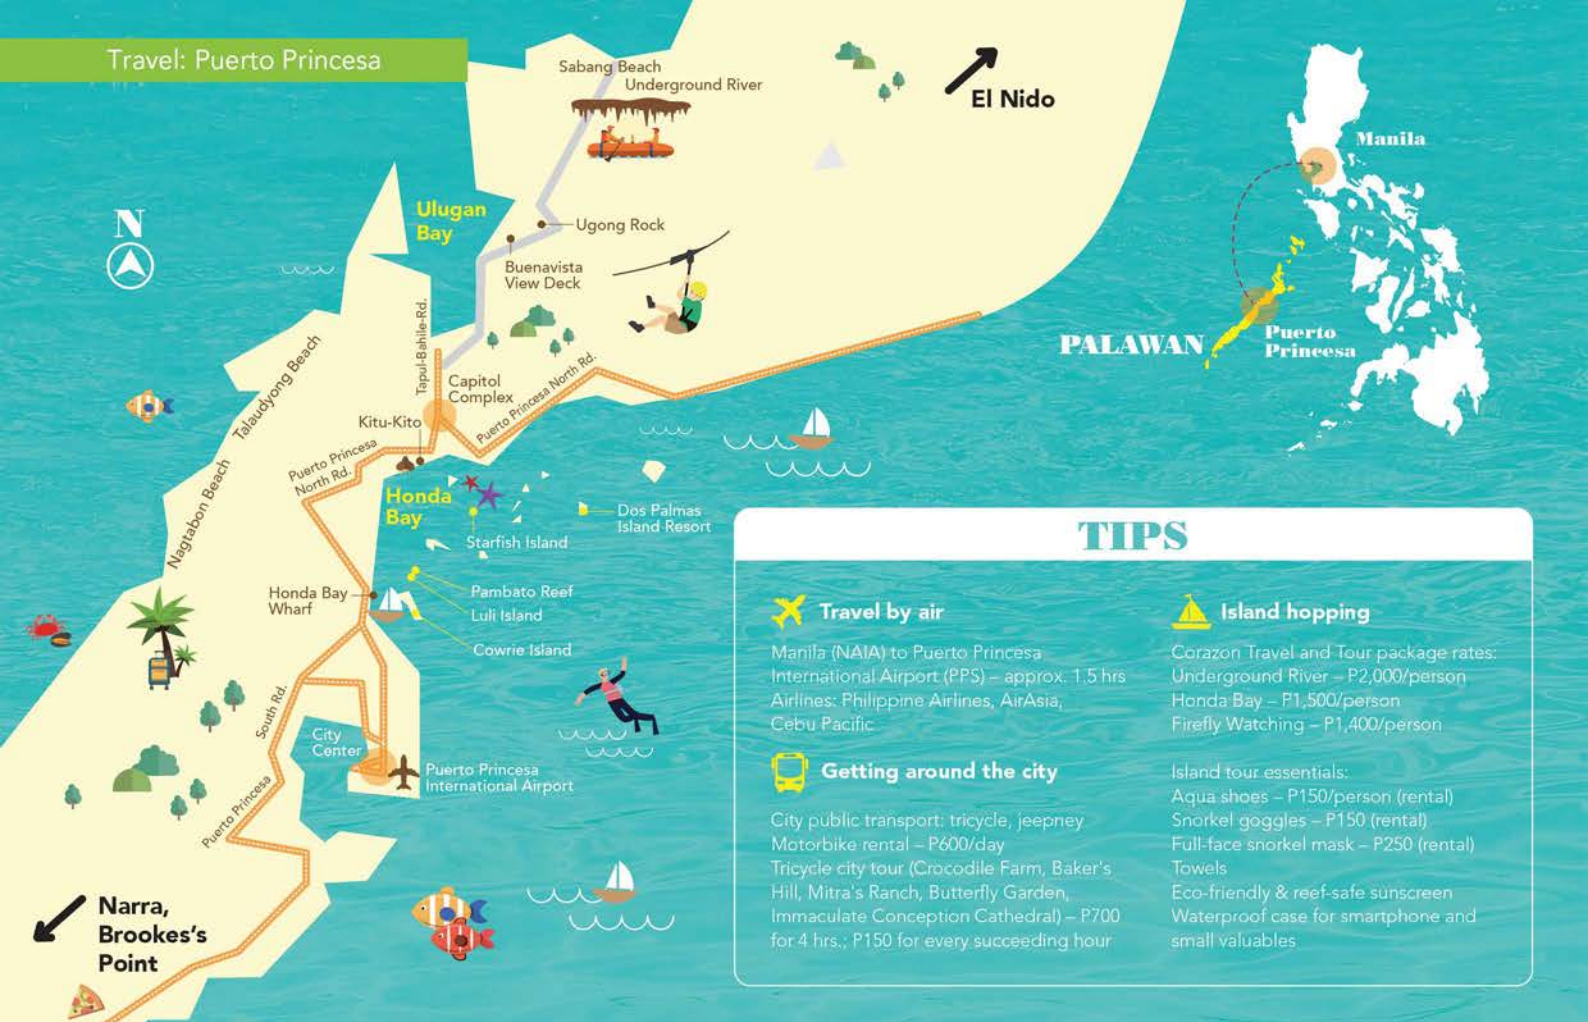 Travel: Puerto Princesa
Sabang Beach
Underground River
El Nido
N
Ulugan
Bay
Ugong Rock
Buenavista
View Deck
Tapul-Bahile-Rd.
Talaudyong Beach
Capitol
Complex
Puerto Princesa North Rd.
Kitu-Kito
Puerto Princesa
North Rd.
Nagtabon Beach
Honda
Bay
Dos Palmas
Island Resort
Starfish Island
Honda Bay
Wharf
Pambato Reef
Luli Island
Cowrie Island
South Rd.
City
Center
Puerto Princesa
International Airport
Puerto Princesa
Narra,
Brookes's
Point
Manila
PALAWAN
Puerto
Princesa
TIPS
Travel by air
Manila (NAIA) to Puerto Princesa
International Airport (PPS) – approx. 1.5 hrs
Airlines: Philippine Airlines, AirAsia,
Cebu Pacific
Getting around the city
City public transport: tricycle, jeepney
Motorbike rental – P600/day
Tricycle city tour (Crocodile Farm, Baker's
Hill, Mitra's Ranch, Butterfly Garden,
Immaculate Conception Cathedral) – P700
for 4 hrs.; P150 for every succeeding hour
Island hopping
Corazon Travel and Tour package rates:
Underground River – P2,000/person
Honda Bay – P1,500/person
Firefly Watching – P1,400/person
Island tour essentials:
Aqua shoes – P150/person (rental)
Snorkel goggles – P150 (rental)
Full-face snorkel mask – P250 (rental)
Towels
Eco-friendly & reef-safe sunscreen
Waterproof case for smartphone and
small valuables